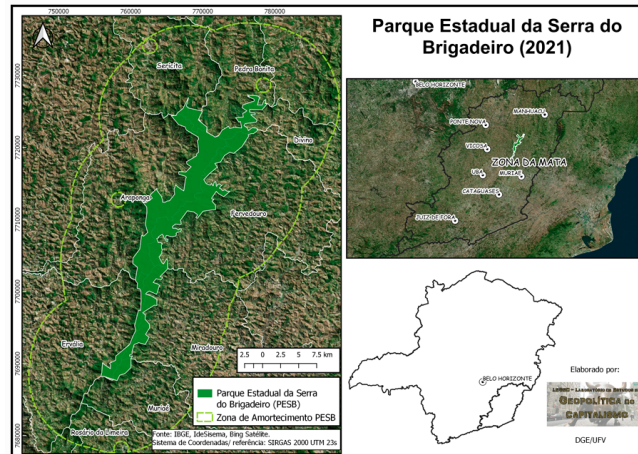 Parque Estadual da Serra do
Brigadeiro (2021)
750000
760000
770000
780000
7730000
7720000
7710000
7700000
7690000
7680000
Sericita
Pedra Bonita
Divino
Araponga
Fervedouro
Ervália
Miradouro
Muriaé
Rosário da Limeira
2.5 0 2.5 5 7.5 km
Parque Estadual da Serra
do Brigadeiro (PESB)
Zona de Amortecimento PESB
Fonte: IBGE, IdeSisema, Bing Satélite.
Sistema de Coordenadas/ referência: SIRGAS 2000 UTM 23s
BELO HORIZONTE
MANHUAÇU
PONTE NOVA
VIÇOSA
ZONA DA MATA
UBÁ
MURIAÉ
CATAGUASES
JUIZ DE FORA
BELO HORIZONTE
Elaborado por:
Geopolítica do
Capitalismo
DGE/UFV